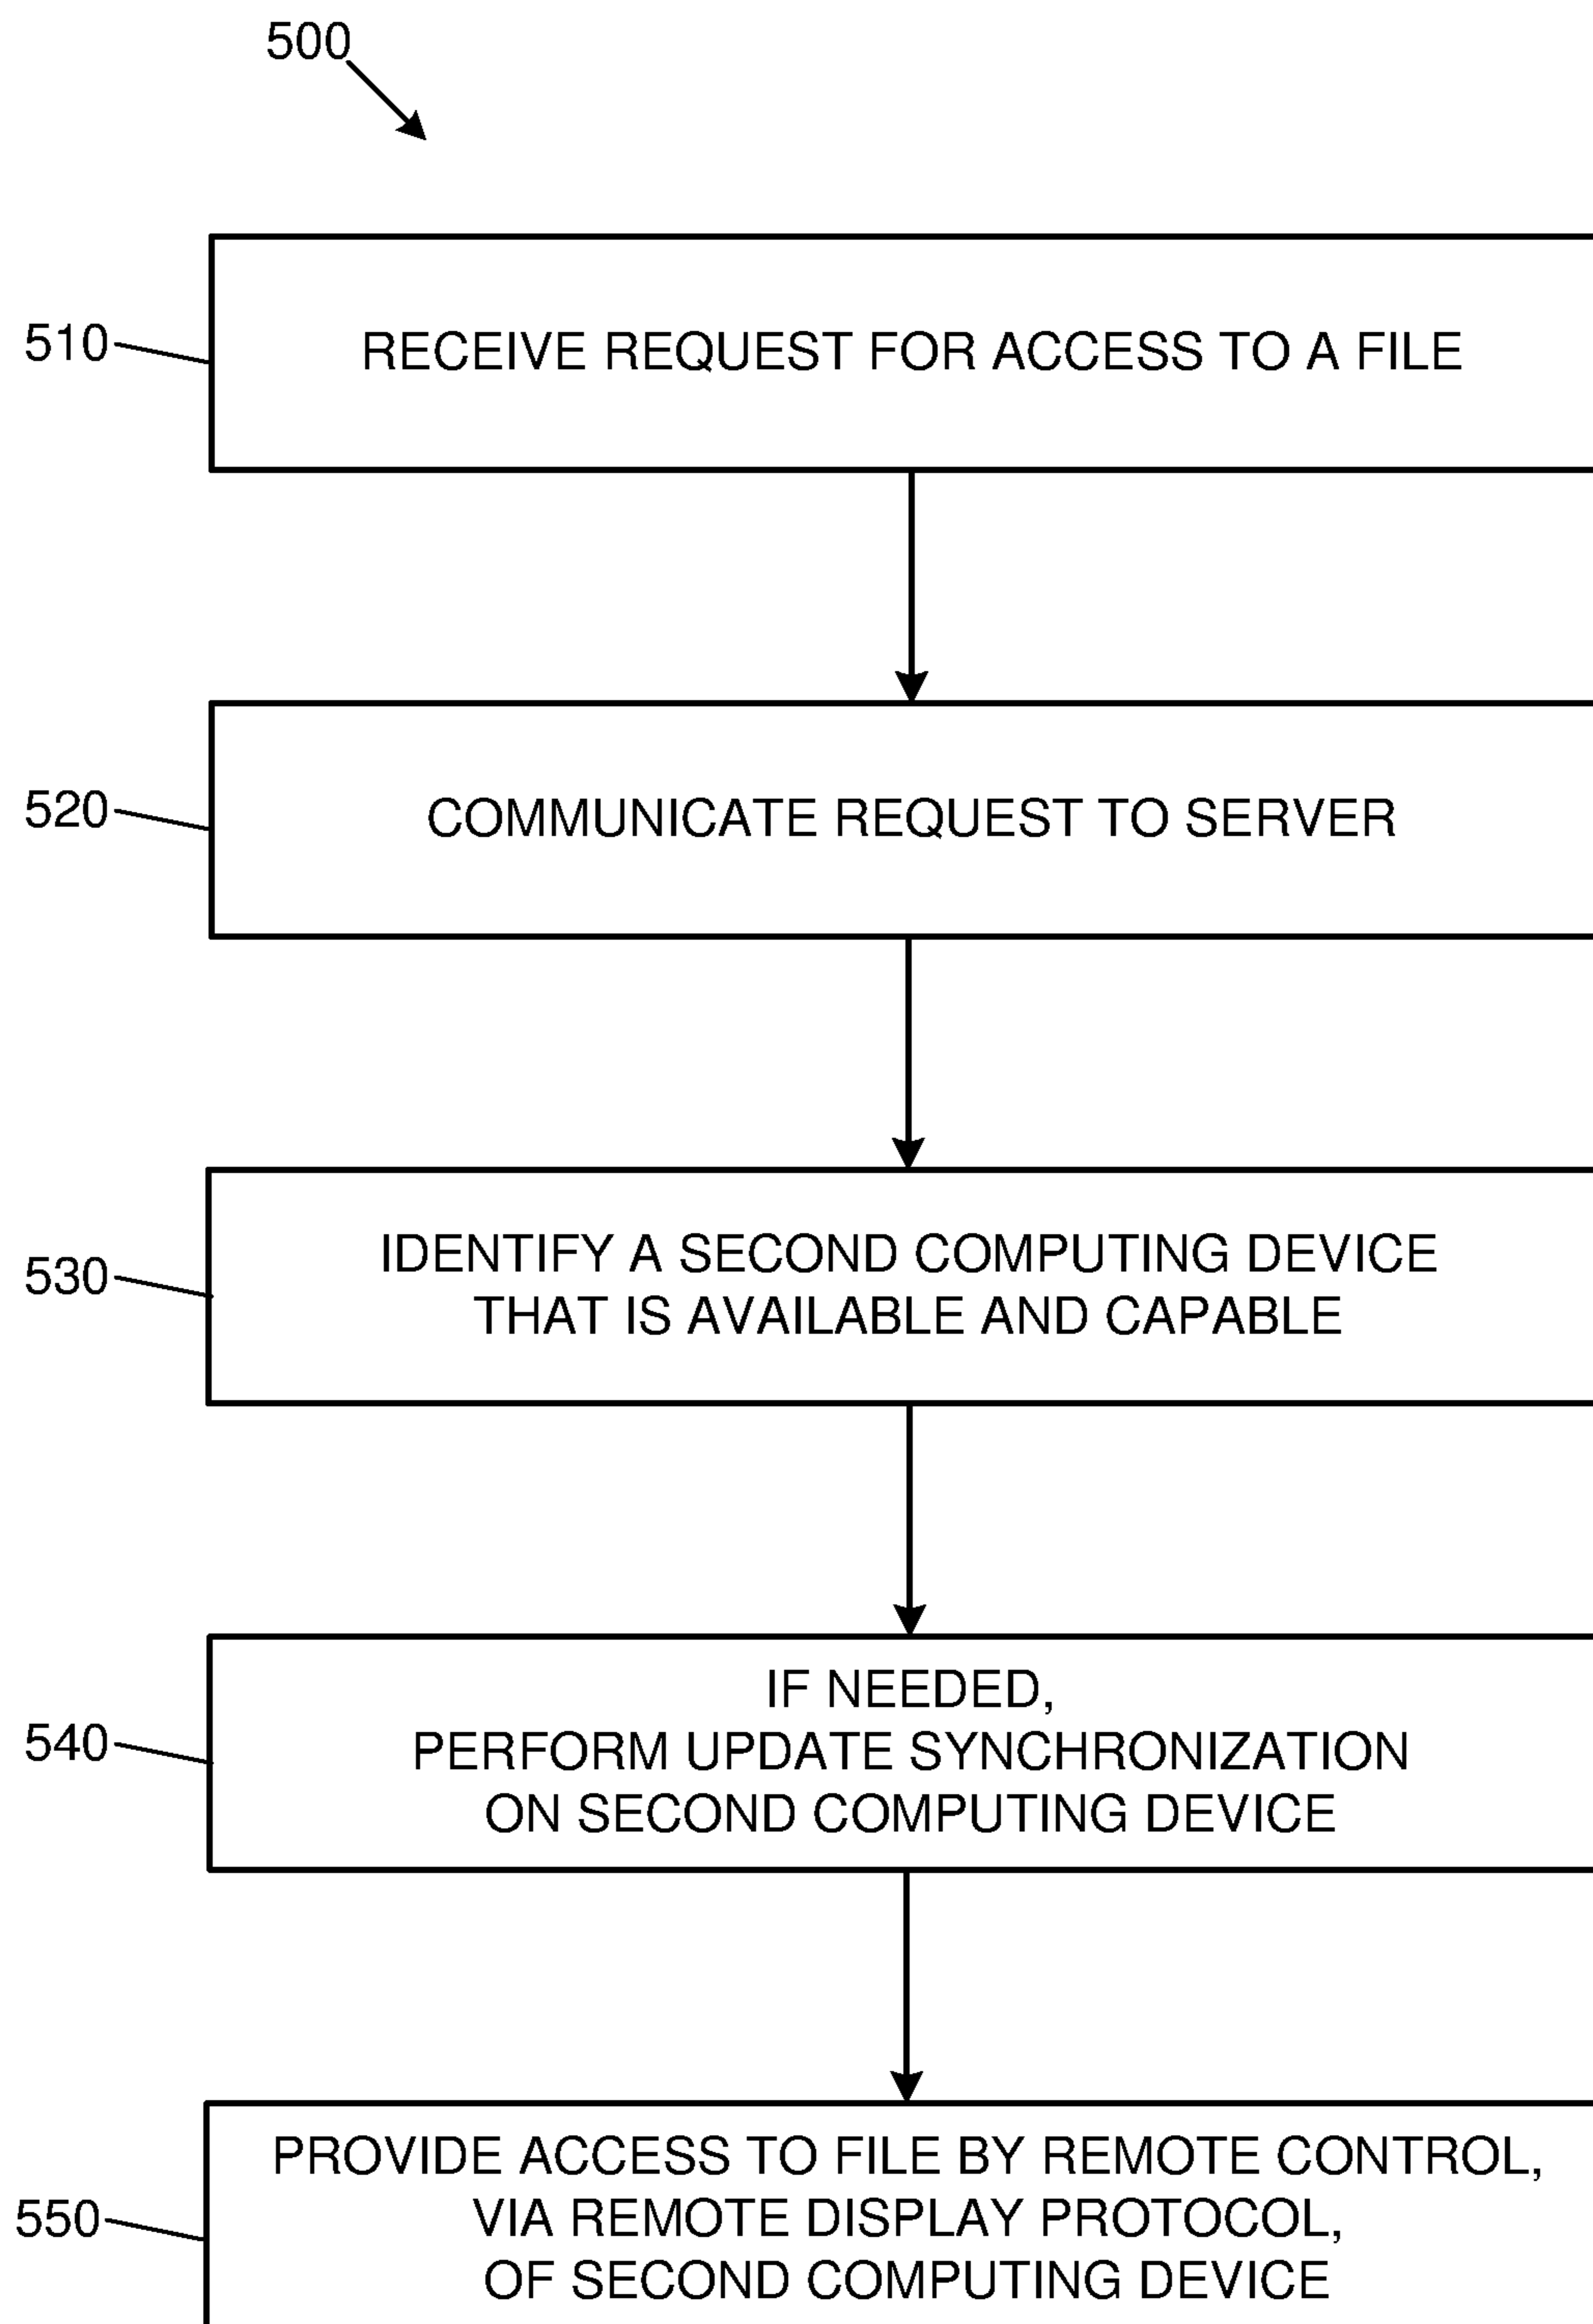 500
510
RECEIVE REQUEST FOR ACCESS TO A FILE
520
COMMUNICATE REQUEST TO SERVER
530
IDENTIFY A SECOND COMPUTING DEVICE
THAT IS AVAILABLE AND CAPABLE
540
IF NEEDED,
PERFORM UPDATE SYNCHRONIZATION
ON SECOND COMPUTING DEVICE
550
PROVIDE ACCESS TO FILE BY REMOTE CONTROL,
VIA REMOTE DISPLAY PROTOCOL,
OF SECOND COMPUTING DEVICE